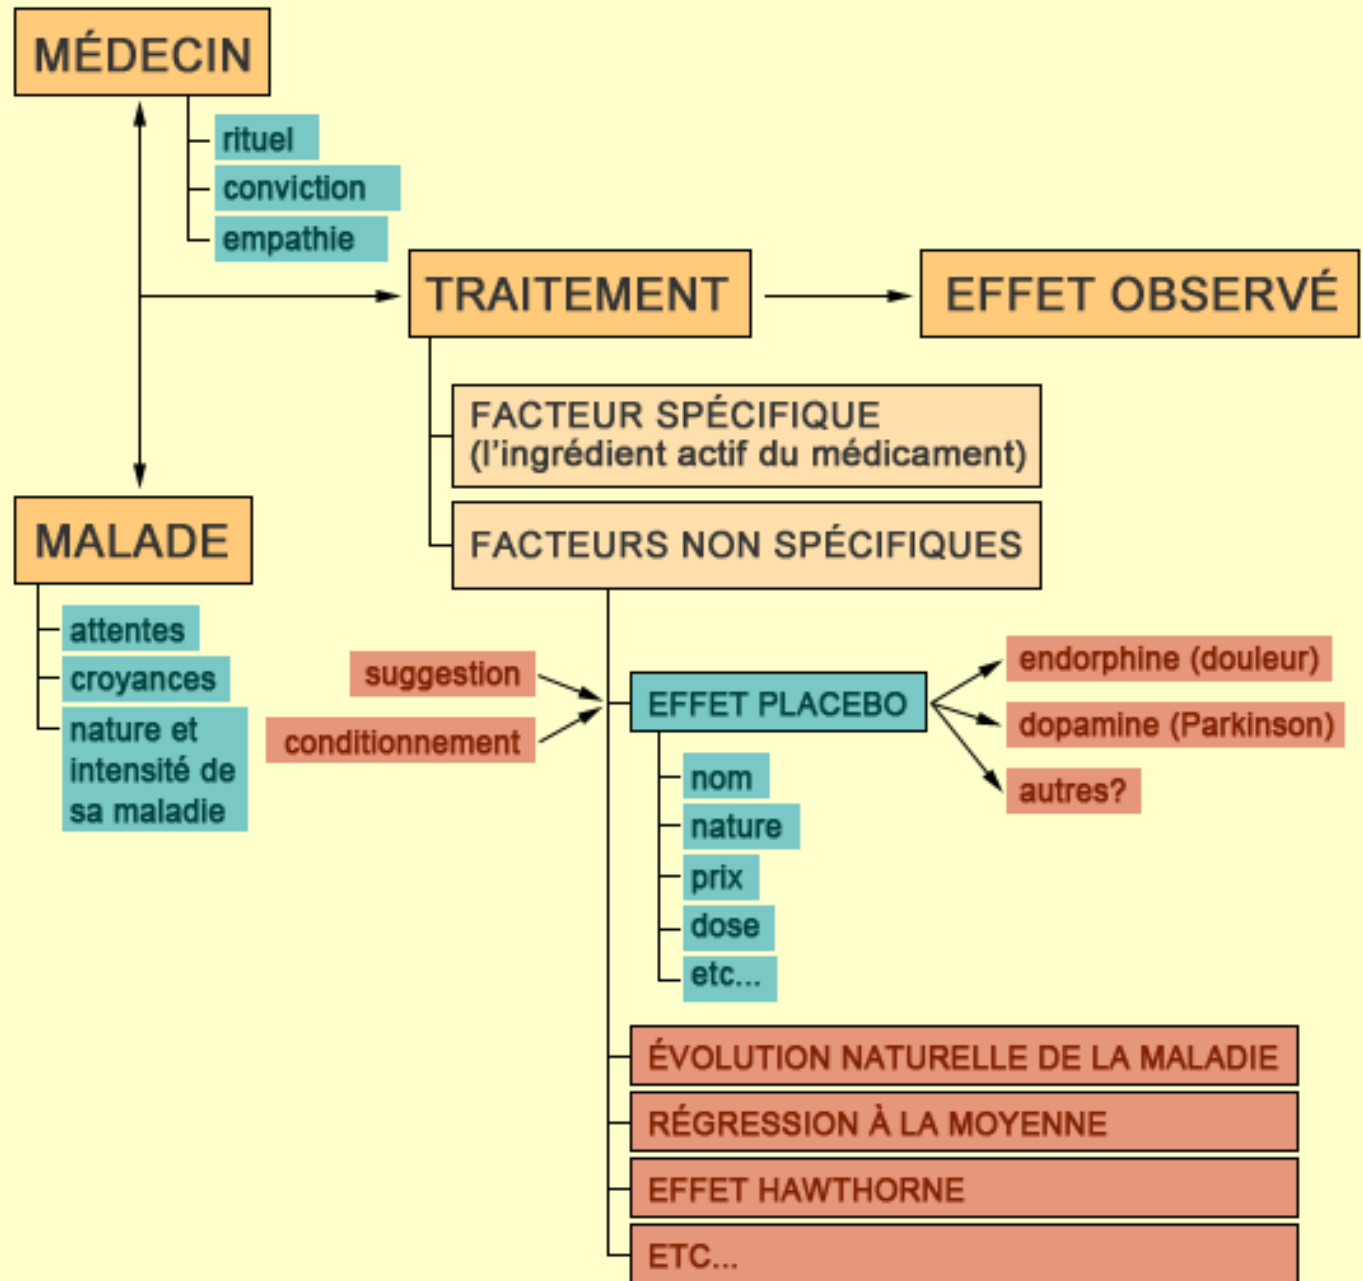 MÉDECIN
rituel
conviction
empathie
TRAITEMENT
EFFET OBSERVÉ
FACTEUR SPÉCIFIQUE
(l'ingrédient actif du médicament)
FACTEURS NON SPÉCIFIQUES
MALADE
attentes
croyances
nature et
intensité de
sa maladie
suggestion
conditionnement
EFFET PLACEBO
endorphine (douleur)
dopamine (Parkinson)
autres?
nom
nature
prix
dose
etc...
ÉVOLUTION NATURELLE DE LA MALADIE
RÉGRESSION À LA MOYENNE
EFFET HAWTHORNE
ETC...